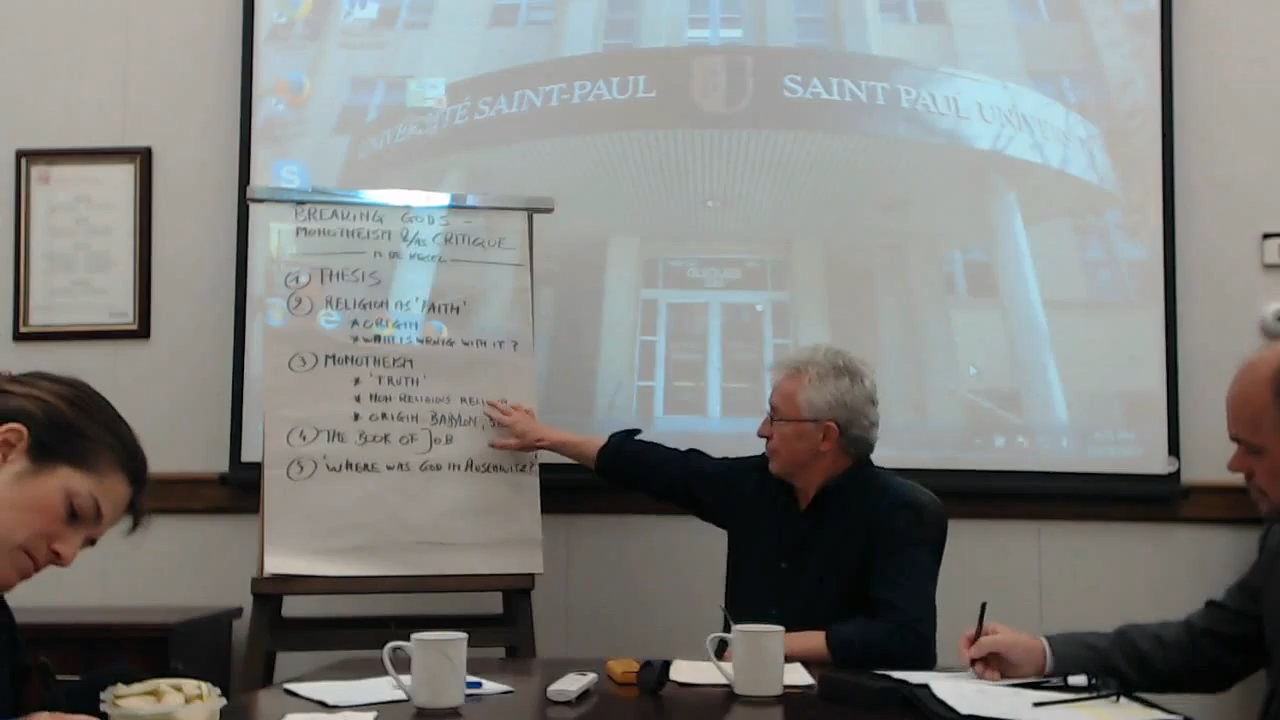 UNIVERSITÉ SAINT-PAUL
SAINT PAUL
BREAKING GODS –
MONOTHEISM &/AS CRITIQUE
① THESIS
② RELIGION AS 'FAITH'
* ORIGIN
* WHAT IS WRONG WITH IT?
③ MONOTHEISM
* 'TRUTH'
* NON-RELIGIOUS
* ORIGIN BABYLON,
④ THE BOOK OF JOB
⑤ 'WHERE WAS GOD IN AUSCHWITZ?'